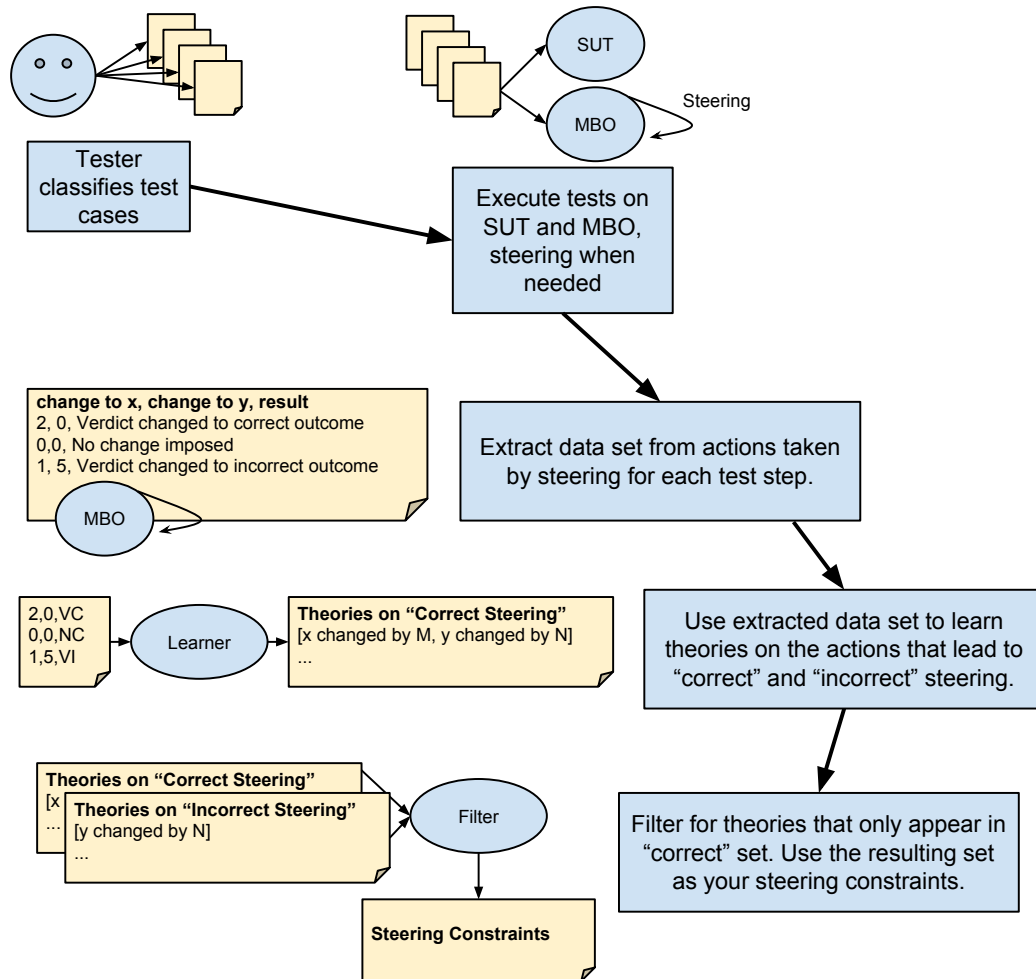 SUT
MBO
Steering
Tester
classifies test
cases
Execute tests on
SUT and MBO,
steering when
needed
change to x, change to y, result
2, 0, Verdict changed to correct outcome
0,0, No change imposed
1, 5, Verdict changed to incorrect outcome
MBO
Extract data set from actions taken
by steering for each test step.
2,0,VC
0,0,NC
1,5,VI
Learner
Theories on “Correct Steering”
[x changed by M, y changed by N]
...
Use extracted data set to learn
theories on the actions that lead to
“correct” and “incorrect” steering.
Theories on “Correct Steering”
[x
...
Theories on “Incorrect Steering”
[y changed by N]
...
Filter
Filter for theories that only appear in
“correct” set. Use the resulting set
as your steering constraints.
Steering Constraints